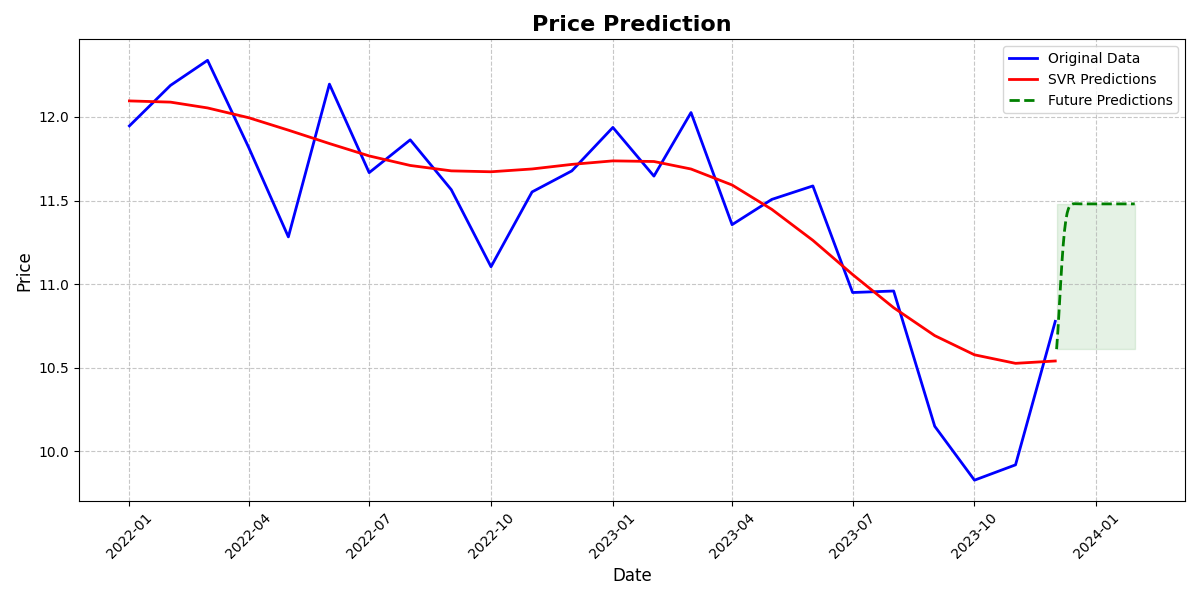 Price Prediction
Original Data
SVR Predictions
Future Predictions
Price
12.0
11.5
11.0
10.5
10.0
2022-01
2022-04
2022-07
2022-10
2023-01
2023-04
2023-07
2023-10
2024-01
Date